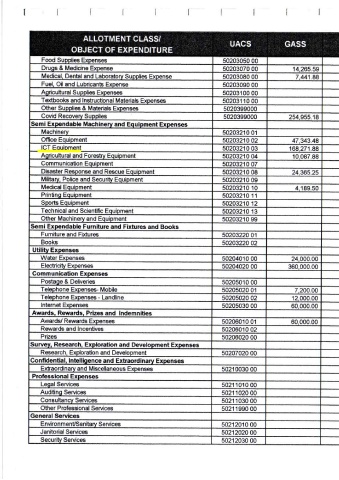 ALLOTMENT CLASS/ OBJECT OF EXPENDITURE UACS GASS
Food Supplies Expenses 50203050 00
Drugs & Medicine Expense 50203070 00 14,265.59
Medical, Dental and Laboratory Supplies Expense 50203080 00 7,441.88
Fuel, Oil and Lubricants Expense 50203090 00
Agricultural Supplies Expenses 50203100 00
Textbooks and Instructional Materials Expenses 50203110 00
Other Supplies & Materials Expenses 5020399000
Covid Recovery Supplies 5020399000 254,955.18
Semi Expendable Machinery and Equipment Expenses
Machinery 50203210 01
Office Equipment 50203210 02 47,343.48
ICT Equipment 50203210 03 168,271.88
Agricultural and Forestry Equipment 50203210 04 10,067.88
Communication Equipment 50203210 07
Disaster Response and Rescue Equipment 50203210 08 24,365.25
Military, Police and Security Equipment 50203210 09
Medical Equipment 50203210 10 4,189.50
Printing Equipment 50203210 11
Sports Equipment 50203210 12
Technical and Scientific Equipment 50203210 13
Other Machinery and Equipment 50203210 99
Semi Expendable Furniture and Fixtures and Books
Furniture and Fixtures 50203220 01
Books 50203220 02
Utility Expenses
Water Expenses 50204010 00 24,000.00
Electricity Expenses 50204020 00 360,000.00
Communication Expenses
Postage & Deliveries 50205010 00
Telephone Expenses- Mobile 50205020 01 7,200.00
Telephone Expenses - Landline 50205020 02 12,000.00
Internet Expenses 50205030 00 60,000.00
Awards, Rewards, Prizes and Indemnities
Awards/ Rewards Expenses 50206010 01 60,000.00
Rewards and Incentives 50206010 02
Prizes 50206020 00
Survey, Research, Exploration and Development Expenses
Research, Exploration and Development 50207020 00
Confidential, Intelligence and Extraordinary Expenses
Extraordinary and Miscellaneous Expenses 50210030 00
Professional Expenses
Legal Services 50211010 00
Auditing Services 50211020 00
Consultancy Services 50211030 00
Other Professional Services 50211990 00
General Services
Environment/Sanitary Services 50212010 00
Janitorial Services 50212020 00
Security Services 50212030 00